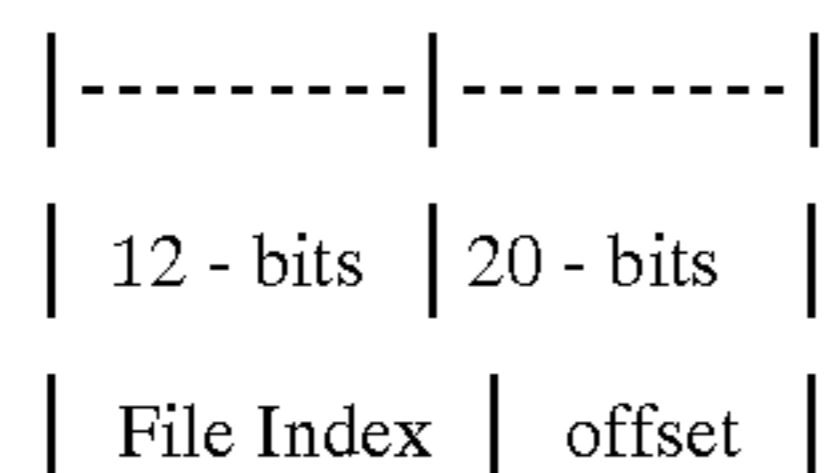 |---------|---------|
| 12 - bits | 20 - bits |
| File Index | offset |